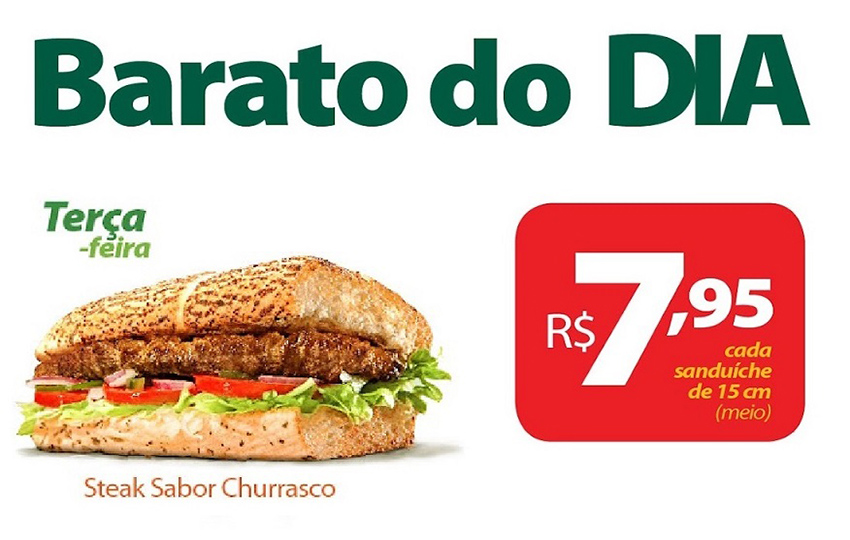 Barato do DIA
Terça
-feira
R$7,95
cada
sanduíche
de 15 cm
(meio)
Steak Sabor Churrasco